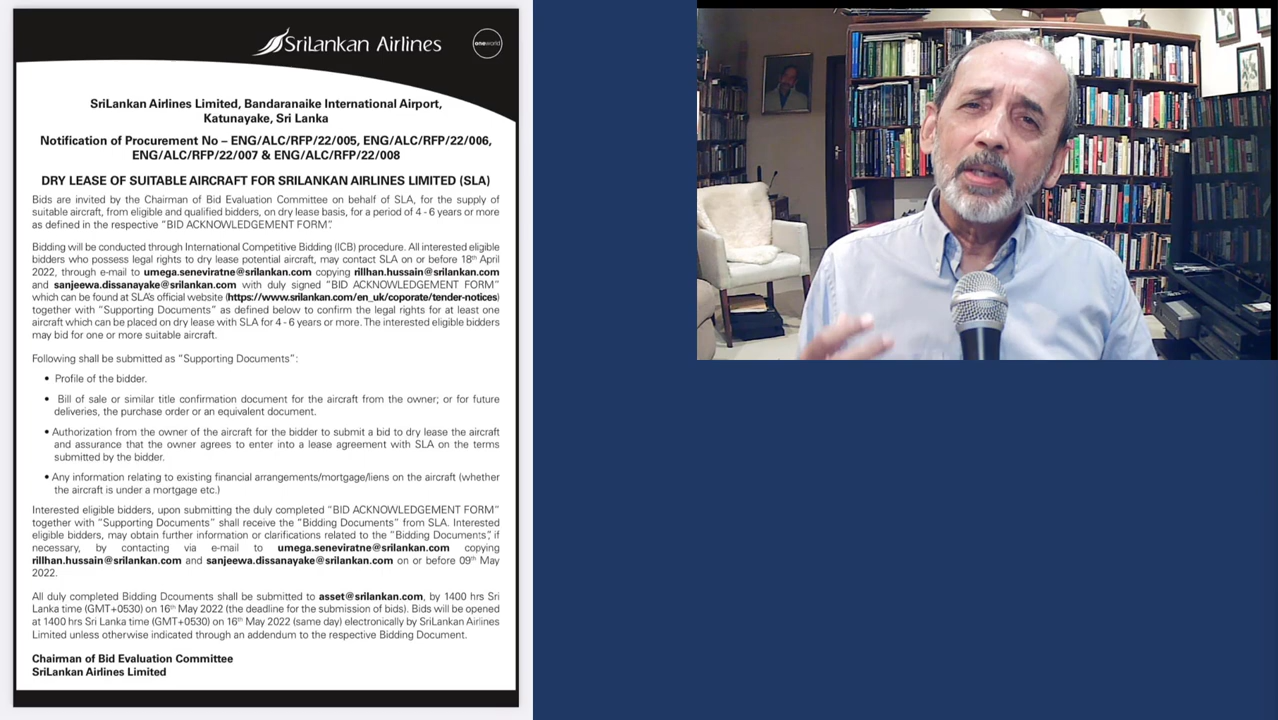 SriLankan Airlines
oneworld
SriLankan Airlines Limited, Bandaranaike International Airport,
Katunayake, Sri Lanka
Notification of Procurement No – ENG/ALC/RFP/22/005, ENG/ALC/RFP/22/006,
ENG/ALC/RFP/22/007 & ENG/ALC/RFP/22/008
DRY LEASE OF SUITABLE AIRCRAFT FOR SRILANKAN AIRLINES LIMITED (SLA)
Bids are invited by the Chairman of Bid Evaluation Committee on behalf of SLA, for the supply of
suitable aircraft, from eligible and qualified bidders, on dry lease basis, for a period of 4 - 6 years or more
as defined in the respective “BID ACKNOWLEDGEMENT FORM”.
Bidding will be conducted through International Competitive Bidding (ICB) procedure. All interested eligible
bidders who possess legal rights to dry lease potential aircraft, may contact SLA on or before 18th April
2022, through e-mail to umega.seneviratne@srilankan.com copying rillhan.hussain@srilankan.com
and sanjeewa.dissanayake@srilankan.com with duly signed “BID ACKNOWLEDGEMENT FORM”
which can be found at SLA’s official website (https://www.srilankan.com/en_uk/coporate/tender-notices)
together with “Supporting Documents” as defined below to confirm the legal rights for at least one
aircraft which can be placed on dry lease with SLA for 4 - 6 years or more. The interested eligible bidders
may bid for one or more suitable aircraft.
Following shall be submitted as “Supporting Documents”:
• Profile of the bidder.
• Bill of sale or similar title confirmation document for the aircraft from the owner; or for future
deliveries, the purchase order or an equivalent document.
• Authorization from the owner of the aircraft for the bidder to submit a bid to dry lease the aircraft
and assurance that the owner agrees to enter into a lease agreement with SLA on the terms
submitted by the bidder.
• Any information relating to existing financial arrangements/mortgage/liens on the aircraft (whether
the aircraft is under a mortgage etc.)
Interested eligible bidders, upon submitting the duly completed “BID ACKNOWLEDGEMENT FORM”
together with “Supporting Documents” shall receive the “Bidding Documents” from SLA. Interested
eligible bidders, may obtain further information or clarifications related to the “Bidding Documents”, if
necessary, by contacting via e-mail to umega.seneviratne@srilankan.com copying
rillhan.hussain@srilankan.com and sanjeewa.dissanayake@srilankan.com on or before 09th May
2022.
All duly completed Bidding Dcouments shall be submitted to asset@srilankan.com, by 1400 hrs Sri
Lanka time (GMT+0530) on 16th May 2022 (the deadline for the submission of bids). Bids will be opened
at 1400 hrs Sri Lanka time (GMT+0530) on 16th May 2022 (same day) electronically by SriLankan Airlines
Limited unless otherwise indicated through an addendum to the respective Bidding Document.
Chairman of Bid Evaluation Committee
SriLankan Airlines Limited